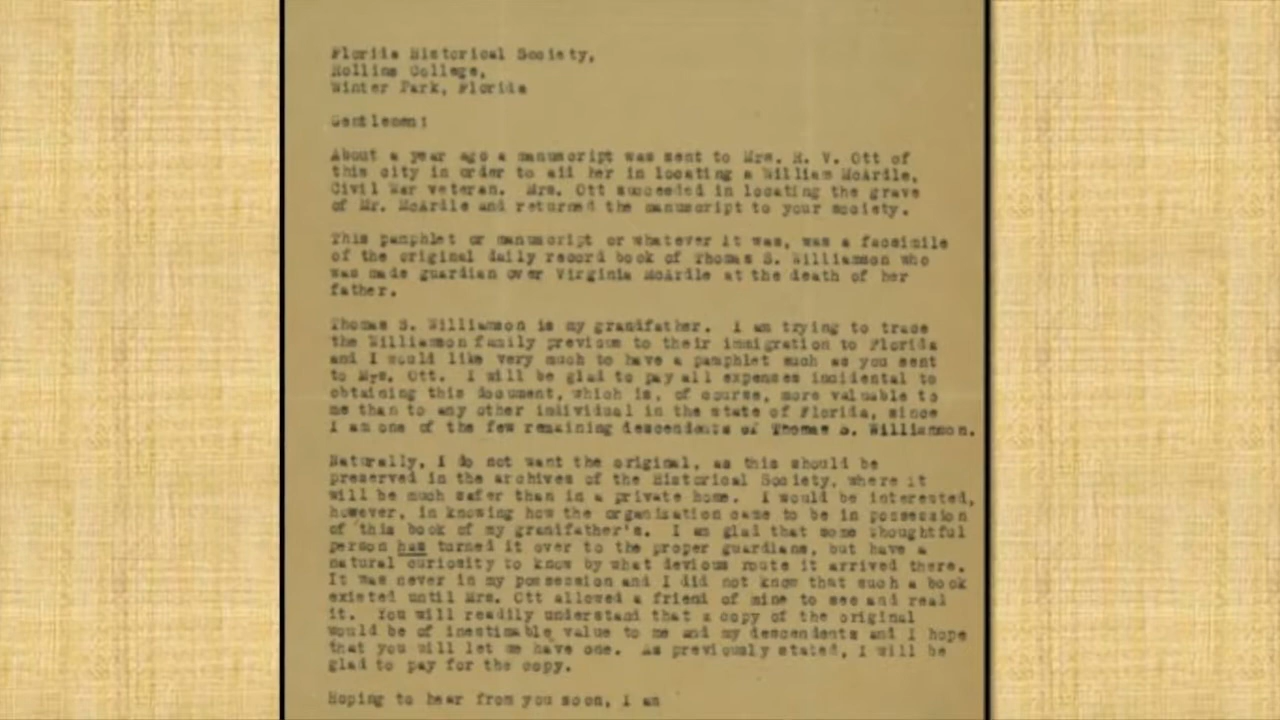 Florida Historical Society,
Rollins College,
Winter Park, Florida
Gentlemen:
About a year ago a manuscript was sent to Mrs. R. V. Ott of
this city in order to aid her in locating a William McArdle,
Civil War veteran. Mrs. Ott succeeded in locating the grave
of Mr. McArdle and returned the manuscript to your society.
This pamphlet or manuscript or whatever it was, was a facsimile
of the original daily record book of Thomas S. Williamson who
was made guardian over Virginia McArdle at the death of her
father.
Thomas S. Williamson is my grandfather. I am trying to trace
the Williamson family previous to their immigration to Florida
and I would like very much to have a pamphlet such as you sent
to Mrs. Ott. I will be glad to pay all expenses incidental to
obtaining this document, which is, of course, more valuable to
me than to any other individual in the state of Florida, since
I am one of the few remaining descendents of Thomas S. Williamson.
Naturally, I do not want the original, as this should be
preserved in the archives of the Historical Society, where it
will be much safer than in a private home. I would be interested,
however, in knowing how the organization came to be in possession
of this book of my grandfather's. I am glad that some thoughtful
person has turned it over to the proper guardians, but have a
natural curiosity to know by what devious route it arrived there.
It was never in my possession and I did not know that such a book
existed until Mrs. Ott allowed a friend of mine to see and read
it. You will readily understand that a copy of the original
would be of inestimable value to me and my descendents and I hope
that you will let me have one. As previously stated, I will be
glad to pay for the copy.
Hoping to hear from you soon, I am